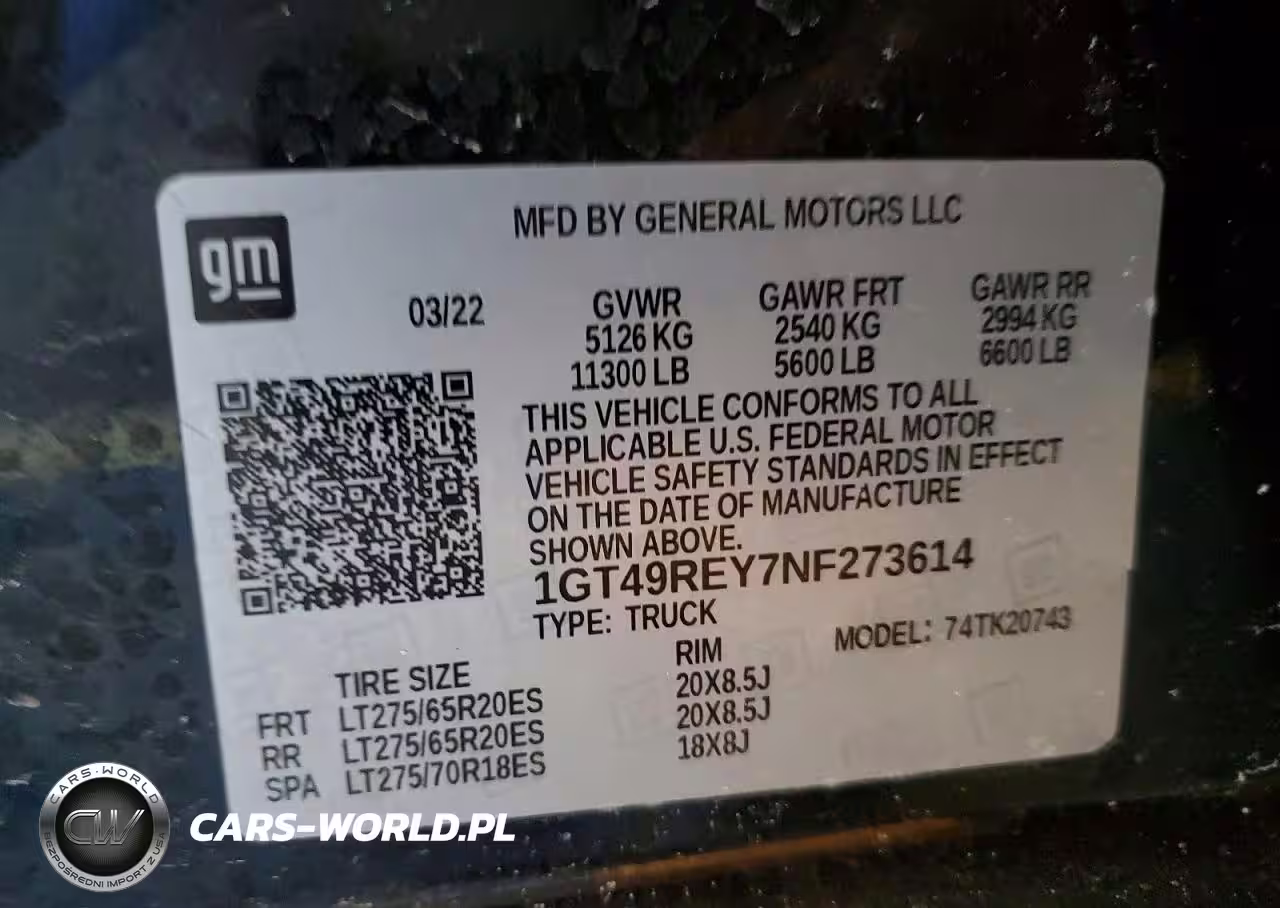 MFD BY GENERAL MOTORS LLC
gm
03/22
GVWR GAWR FRT GAWR RR
5126 KG 2540 KG 2994 KG
11300 LB 5600 LB 6600 LB
THIS VEHICLE CONFORMS TO ALL
APPLICABLE U.S. FEDERAL MOTOR
VEHICLE SAFETY STANDARDS IN EFFECT
ON THE DATE OF MANUFACTURE
SHOWN ABOVE.
1GT49REY7NF273614
TYPE: TRUCK MODEL: 74TK20743
TIRE SIZE RIM
FRT LT275/65R20ES 20X8.5J
RR LT275/65R20ES 20X8.5J
SPA LT275/70R18ES 18X8J
CARS-WORLD
CW
BEZPOŚREDNI IMPORT Z USA
CARS-WORLD.PL